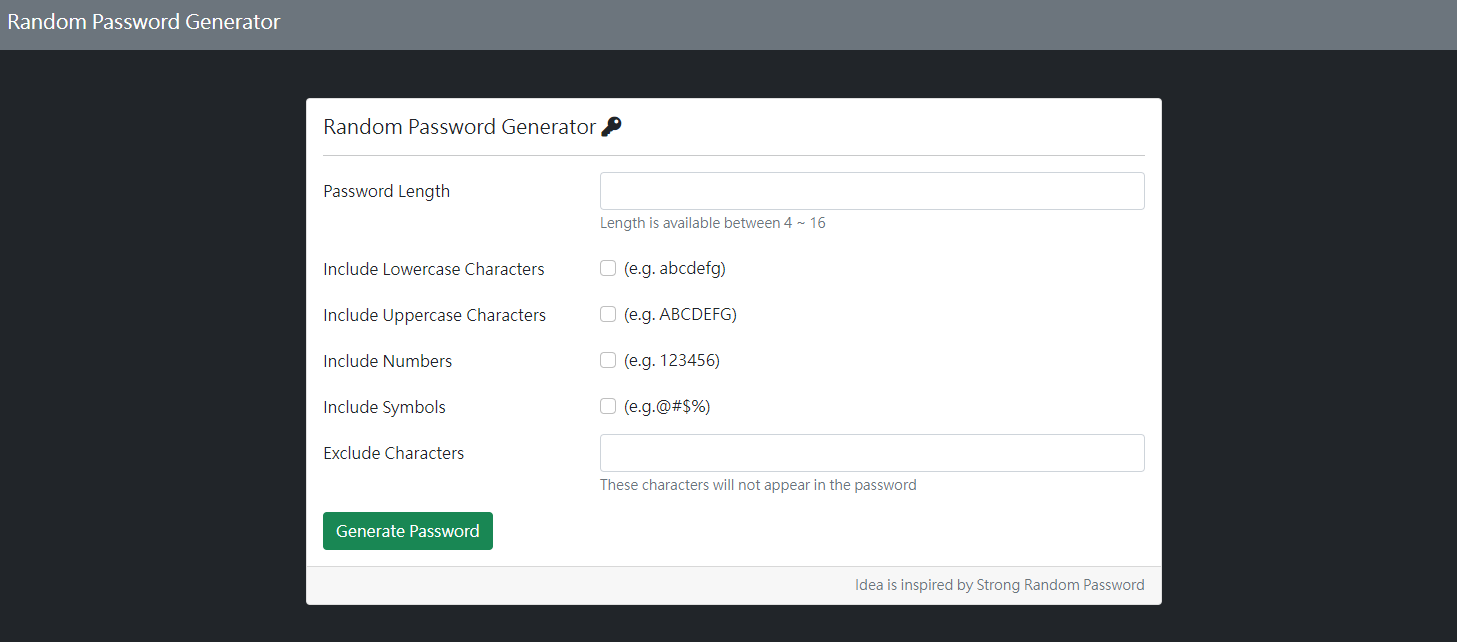 Random Password Generator
Random Password Generator
Password Length
Length is available between 4 ~ 16
Include Lowercase Characters (e.g. abcdefg)
Include Uppercase Characters (e.g. ABCDEFG)
Include Numbers (e.g. 123456)
Include Symbols (e.g.@#$%)
Exclude Characters
These characters will not appear in the password
Generate Password
Idea is inspired by Strong Random Password